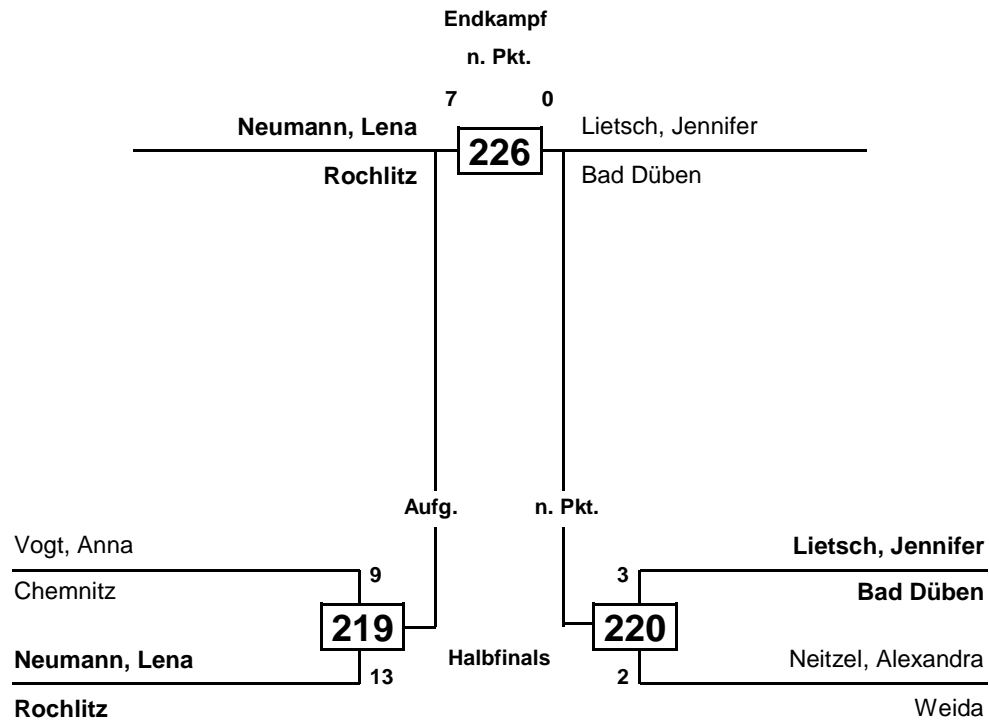 Endkampf
n. Pkt.
7 0
Neumann, Lena Lietsch, Jennifer
226
Rochlitz Bad Düben
Aufg. n. Pkt.
Vogt, Anna Lietsch, Jennifer
9 3
Chemnitz Bad Düben
219 220
Neumann, Lena Halbfinals Neitzel, Alexandra
13 2
Rochlitz Weida